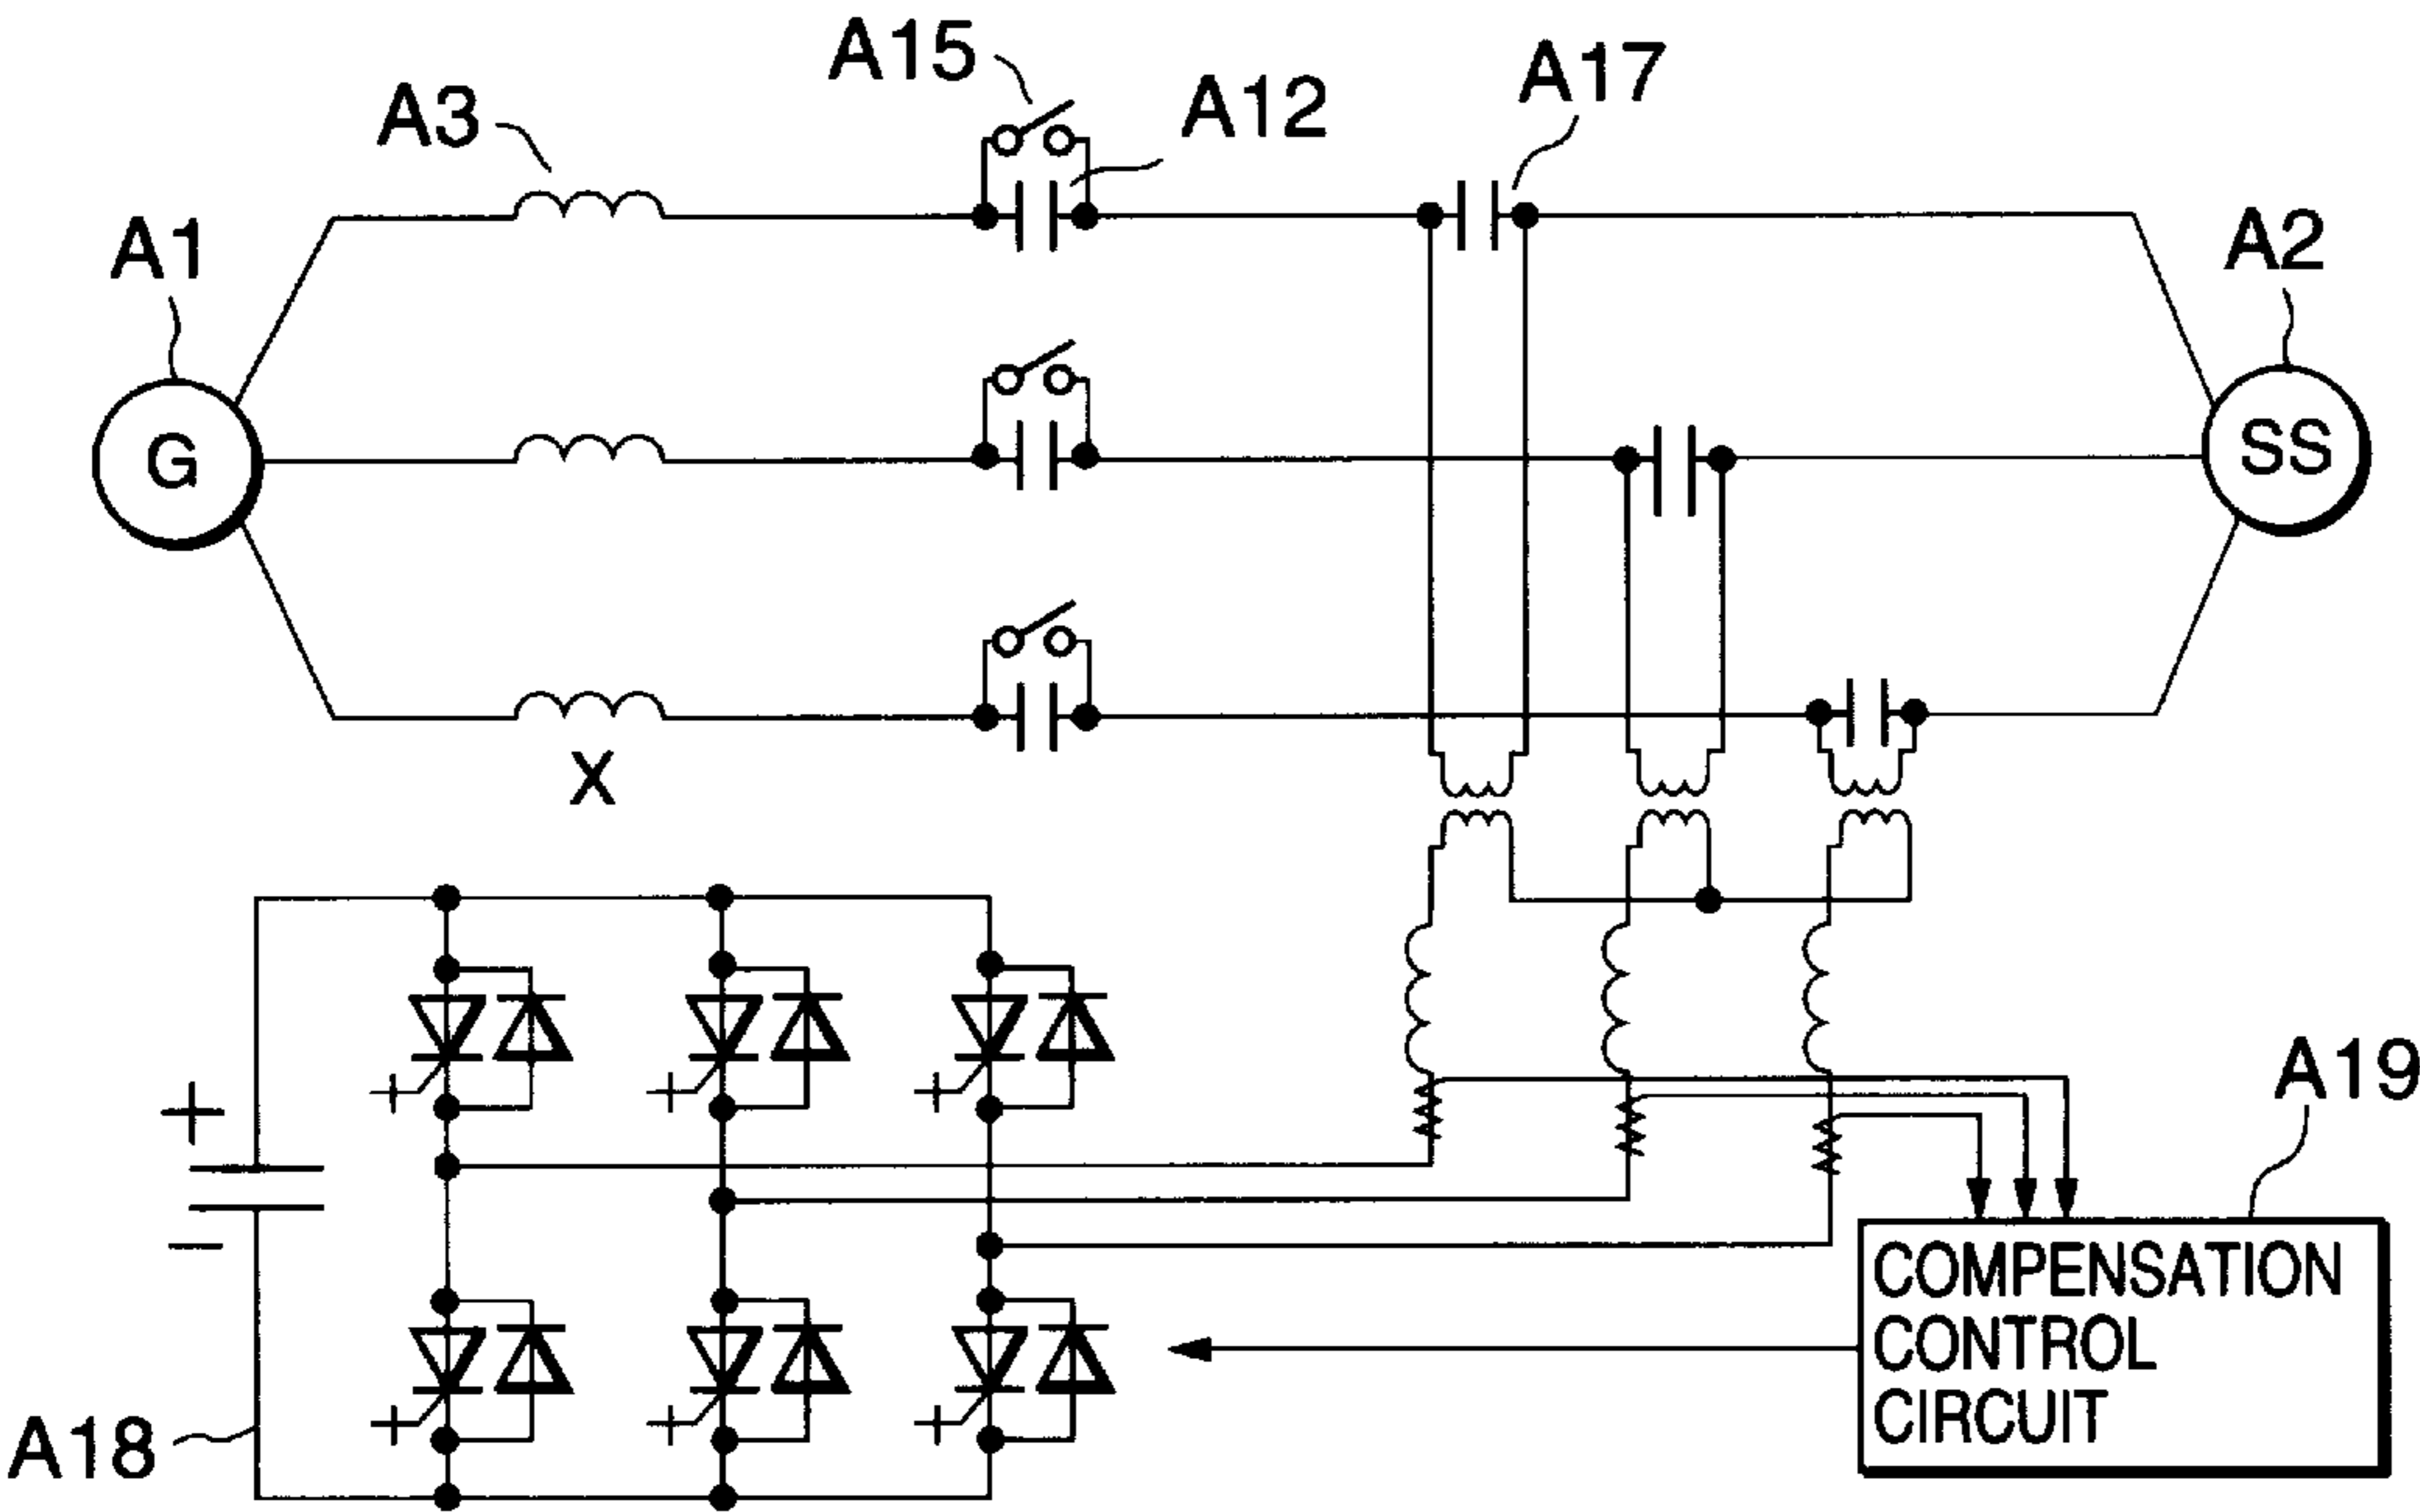 A15
A17
A3
A12
A1
A2
G
SS
X
A19
+
−
COMPENSATION
CONTROL
CIRCUIT
A18